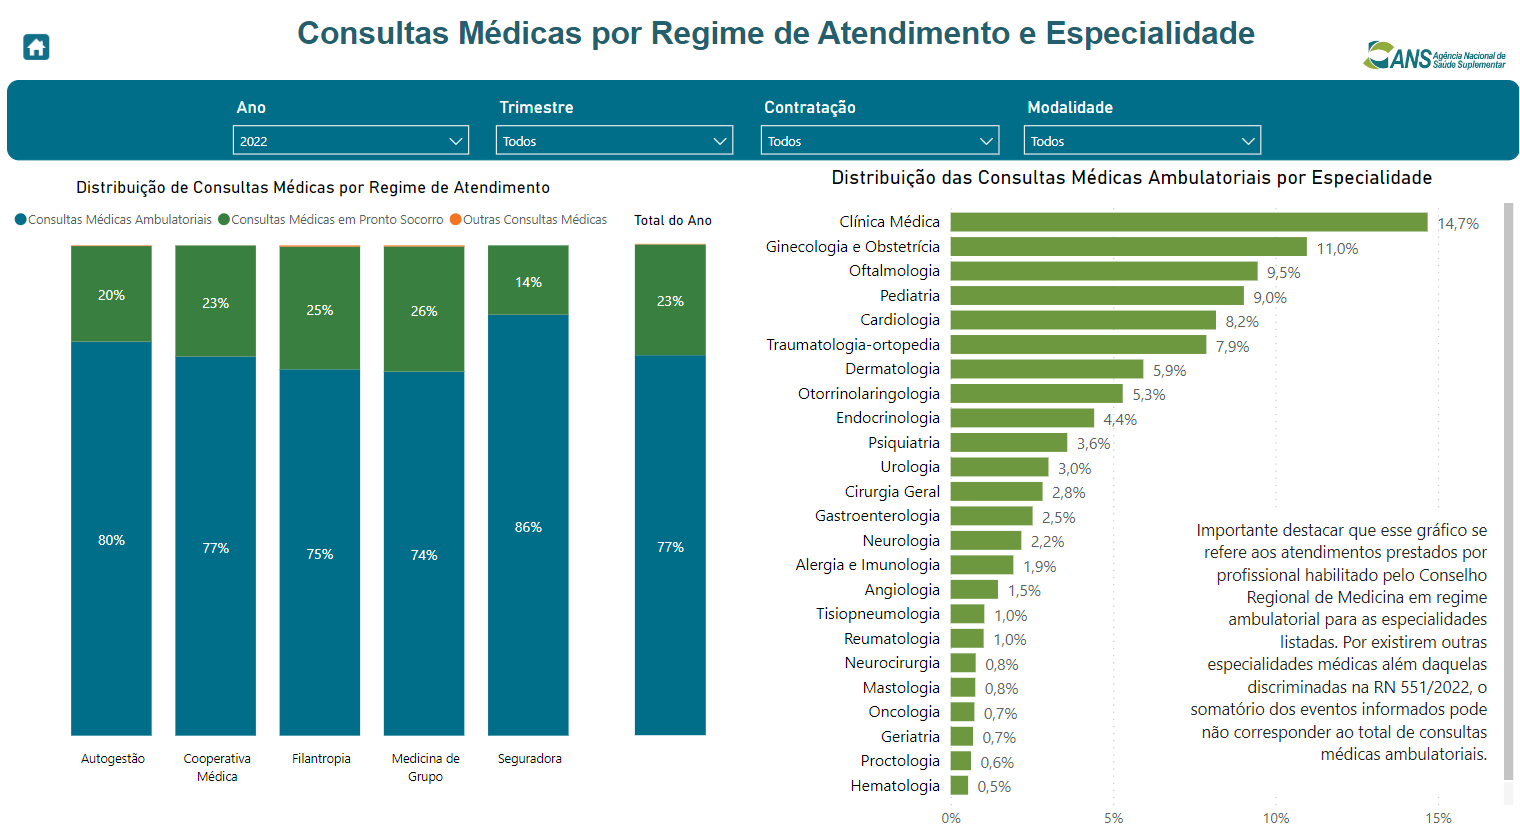 Consultas Médicas por Regime de Atendimento e Especialidade
ANS Agência Nacional de
Saúde Suplementar
Ano
Trimestre
Contratação
Modalidade
2022
Todos
Todos
Todos
Distribuição de Consultas Médicas por Regime de Atendimento
Consultas Médicas Ambulatoriais
Consultas Médicas em Pronto Socorro
Outras Consultas Médicas
Total do Ano
20%
23%
25%
26%
14%
23%
80%
77%
75%
74%
86%
77%
Autogestão
Cooperativa
Médica
Filantropia
Medicina de
Grupo
Seguradora
Distribuição das Consultas Médicas Ambulatoriais por Especialidade
Clínica Médica 14,7%
Ginecologia e Obstetrícia 11,0%
Oftalmologia 9,5%
Pediatria 9,0%
Cardiologia 8,2%
Traumatologia-ortopedia 7,9%
Dermatologia 5,9%
Otorrinolaringologia 5,3%
Endocrinologia 4,4%
Psiquiatria 3,6%
Urologia 3,0%
Cirurgia Geral 2,8%
Gastroenterologia 2,5%
Neurologia 2,2%
Alergia e Imunologia 1,9%
Angiologia 1,5%
Tisiopneumologia 1,0%
Reumatologia 1,0%
Neurocirurgia 0,8%
Mastologia 0,8%
Oncologia 0,7%
Geriatria 0,7%
Proctologia 0,6%
Hematologia 0,5%
0% 5% 10% 15%
Importante destacar que esse gráfico se
refere aos atendimentos prestados por
profissional habilitado pelo Conselho
Regional de Medicina em regime
ambulatorial para as especialidades
listadas. Por existirem outras
especialidades médicas além daquelas
discriminadas na RN 551/2022, o
somatório dos eventos informados pode
não corresponder ao total de consultas
médicas ambulatoriais.